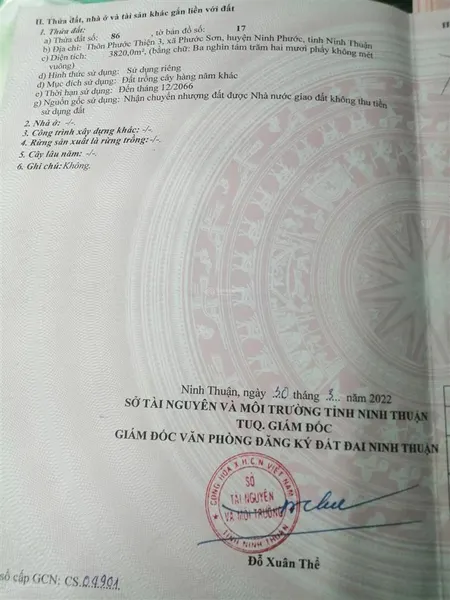 II. Thửa đất, nhà ở và tài sản khác gắn liền với đất
1. Thửa đất:
a) Thửa đất số: 86 , tờ bản đồ số: 17
b) Địa chỉ: Thôn Phước Thiện 3, xã Phước Sơn, huyện Ninh Phước, tỉnh Ninh Thuận
c) Diện tích: 3820,0m², (bằng chữ: Ba nghìn tám trăm hai mươi phẩy không mét
vuông)
d) Hình thức sử dụng: Sử dụng riêng
đ) Mục đích sử dụng: Đất trồng cây hàng năm khác
e) Thời hạn sử dụng: Đến tháng 12/2066
g) Nguồn gốc sử dụng: Nhận chuyển nhượng đất được Nhà nước giao đất không thu tiền
sử dụng đất
2. Nhà ở: -/-.
3. Công trình xây dựng khác: -/-.
4. Rừng sản xuất là rừng trồng: -/-.
5. Cây lâu năm: -/-.
6. Ghi chú: Không.
Ninh Thuận, ngày 30 tháng 5 năm 2022
SỞ TÀI NGUYÊN VÀ MÔI TRƯỜNG TỈNH NINH THUẬN
TUQ. GIÁM ĐỐC
GIÁM ĐỐC VĂN PHÒNG ĐĂNG KÝ ĐẤT ĐAI NINH THUẬN
CỘNG HÒA X.H.C.N VIỆT NAM
SỞ
TÀI NGUYÊN
VÀ MÔI TRƯỜNG
TỈNH NINH THUẬN
Đỗ Xuân Thể
số cấp GCN: CS.04901